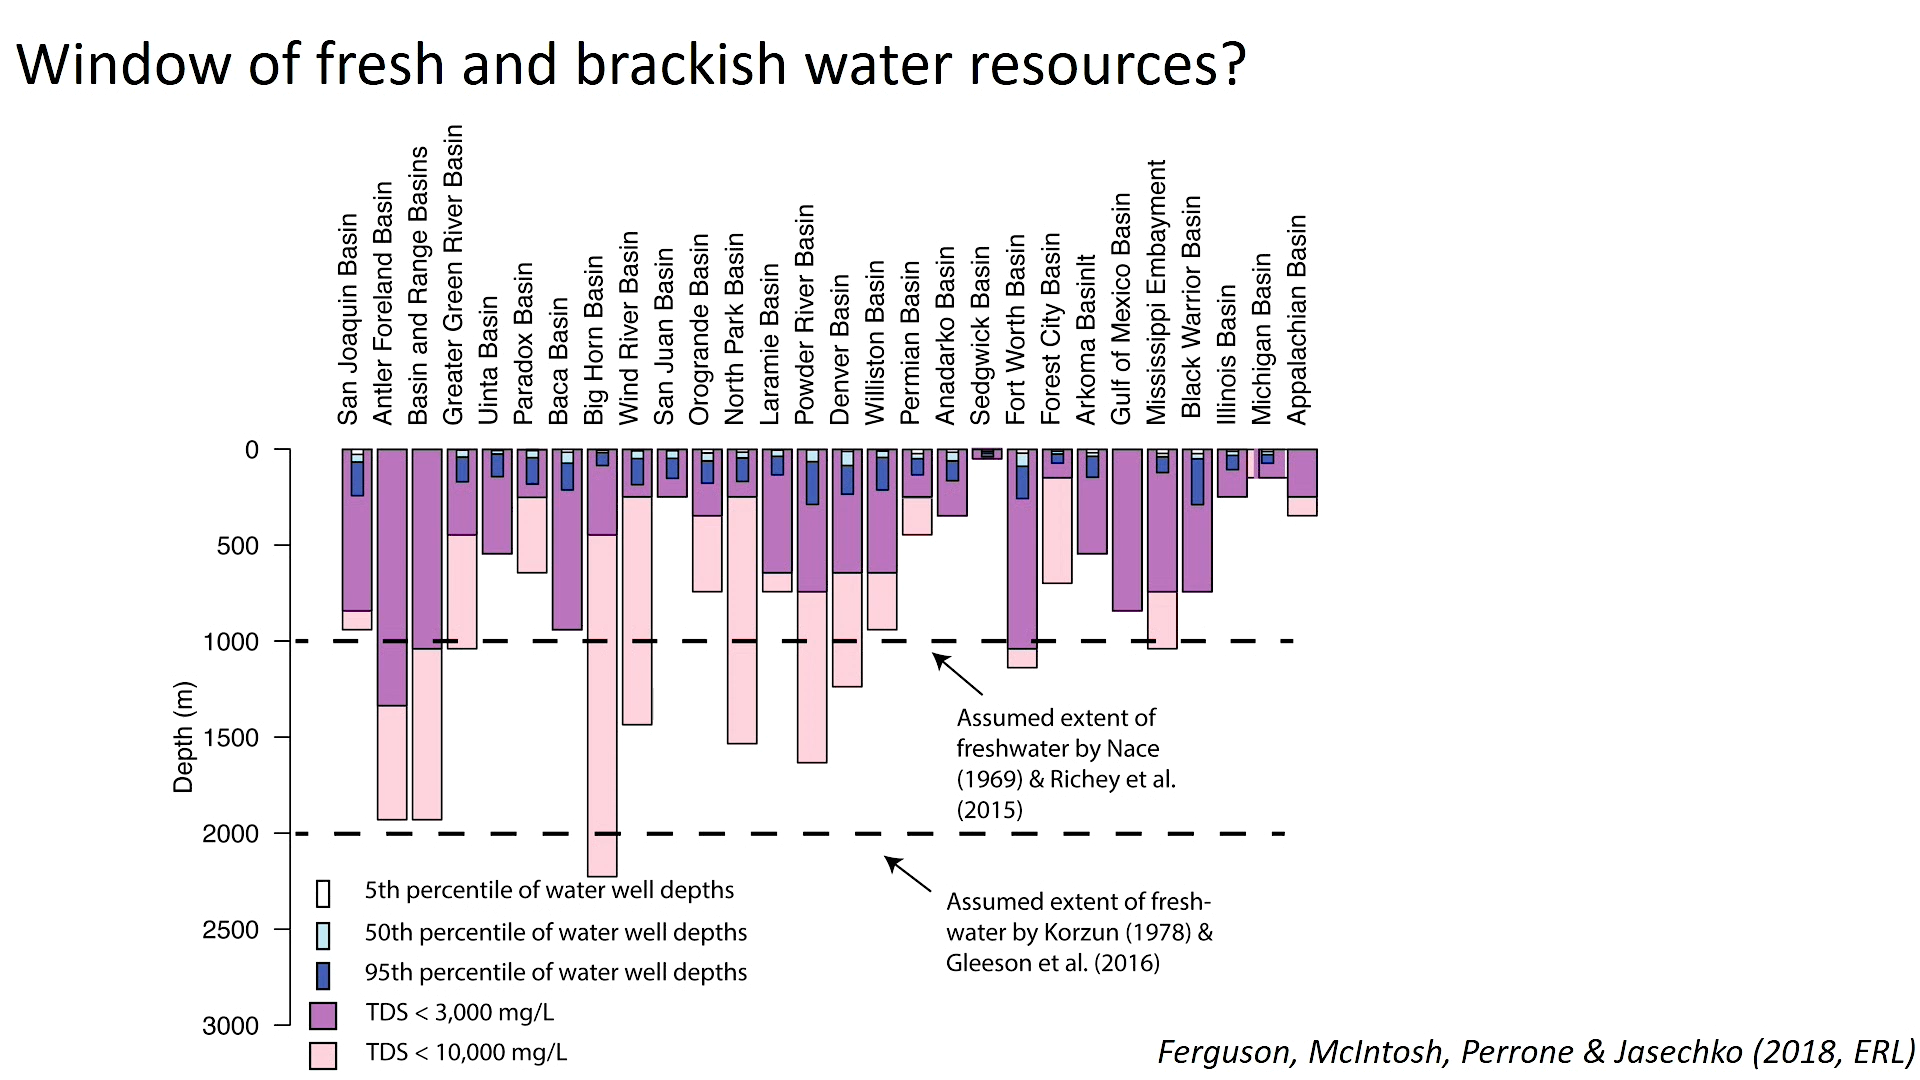 Window of fresh and brackish water resources?
San Joaquin Basin
Antler Foreland Basin
Basin and Range Basins
Greater Green River Basin
Uinta Basin
Paradox Basin
Baca Basin
Big Horn Basin
Wind River Basin
San Juan Basin
Orogrande Basin
North Park Basin
Laramie Basin
Powder River Basin
Denver Basin
Williston Basin
Permian Basin
Anadarko Basin
Sedgwick Basin
Fort Worth Basin
Forest City Basin
Arkoma Basinlt
Gulf of Mexico Basin
Mississippi Embayment
Black Warrior Basin
Illinois Basin
Michigan Basin
Appalachian Basin
Depth (m)
0
500
1000
1500
2000
2500
3000
Assumed extent of
freshwater by Nace
(1969) & Richey et al.
(2015)
Assumed extent of fresh-
water by Korzun (1978) &
Gleeson et al. (2016)
5th percentile of water well depths
50th percentile of water well depths
95th percentile of water well depths
TDS < 3,000 mg/L
TDS < 10,000 mg/L
Ferguson, McIntosh, Perrone & Jasechko (2018, ERL)